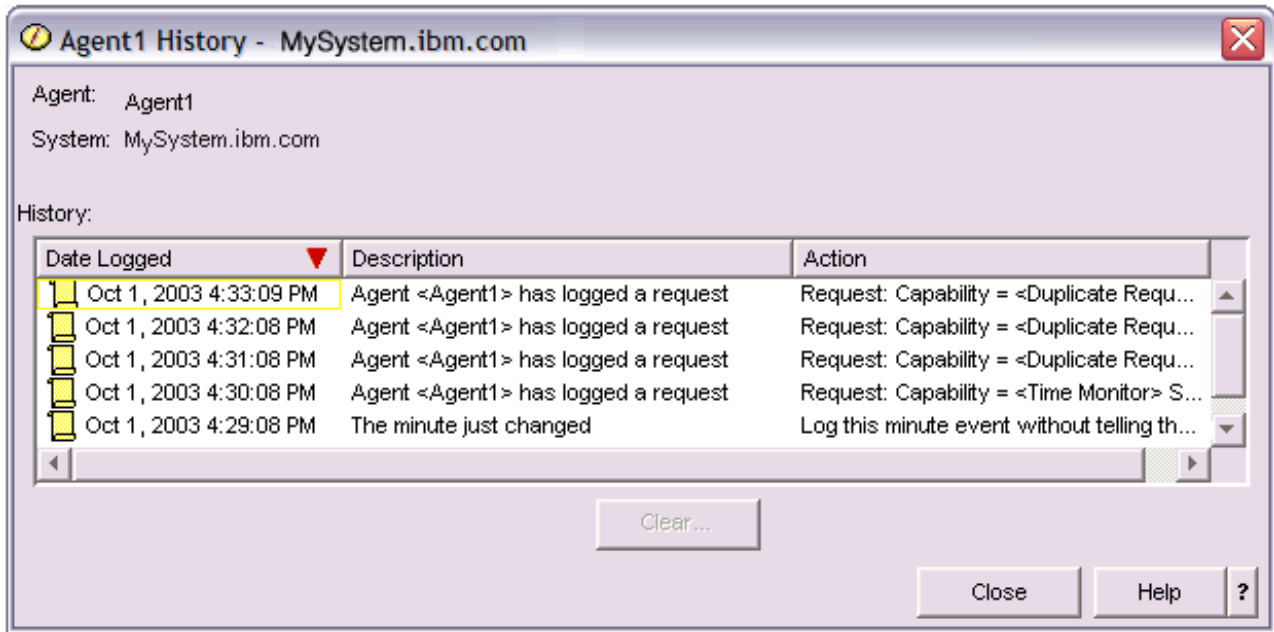 Agent1 History - MySystem.ibm.com
Agent: Agent1
System: MySystem.ibm.com
History:
Date Logged Description Action
Oct 1, 2003 4:33:09 PM Agent <Agent1> has logged a request Request: Capability = <Duplicate Requ...
Oct 1, 2003 4:32:08 PM Agent <Agent1> has logged a request Request: Capability = <Duplicate Requ...
Oct 1, 2003 4:31:08 PM Agent <Agent1> has logged a request Request: Capability = <Duplicate Requ...
Oct 1, 2003 4:30:08 PM Agent <Agent1> has logged a request Request: Capability = <Time Monitor> S...
Oct 1, 2003 4:29:08 PM The minute just changed Log this minute event without telling th...
Clear...
Close Help ?